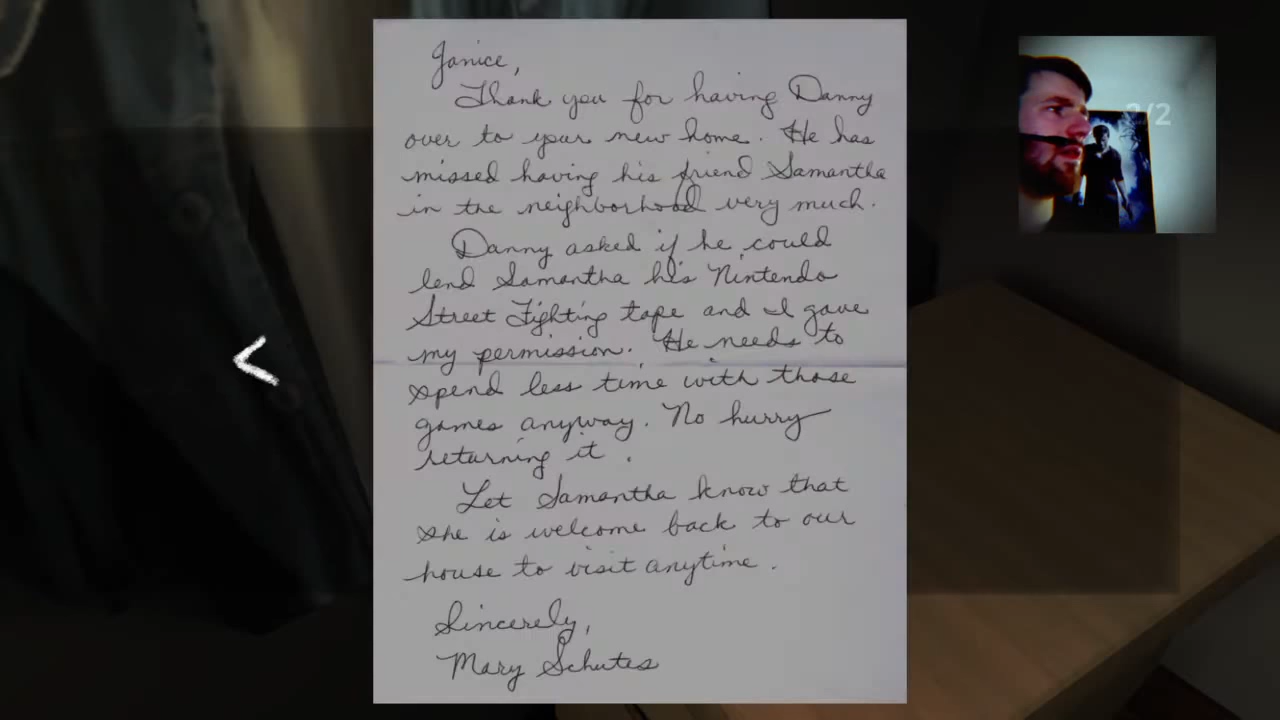 Janice,
Thank you for having Danny
over to your new home. He has
missed having his friend Samantha
in the neighborhood very much.
Danny asked if he could
lend Samantha his Nintendo
Street Fighting tape and I gave
my permission. He needs to
spend less time with those
games anyway. No hurry
returning it.
Let Samantha know that
she is welcome back to our
house to visit anytime.
Sincerely,
Mary Schutes
2/2